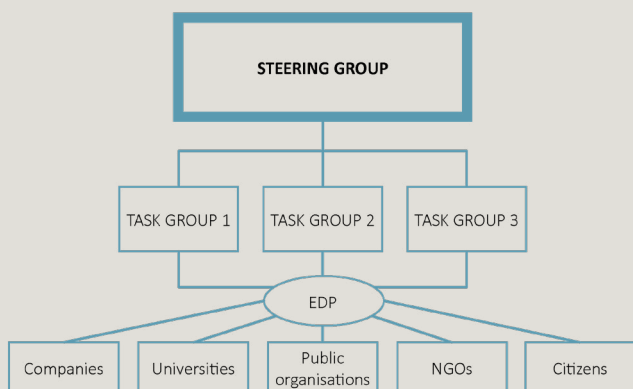 STEERING GROUP
TASK GROUP 1
TASK GROUP 2
TASK GROUP 3
EDP
Companies
Universities
Public
organisations
NGOs
Citizens